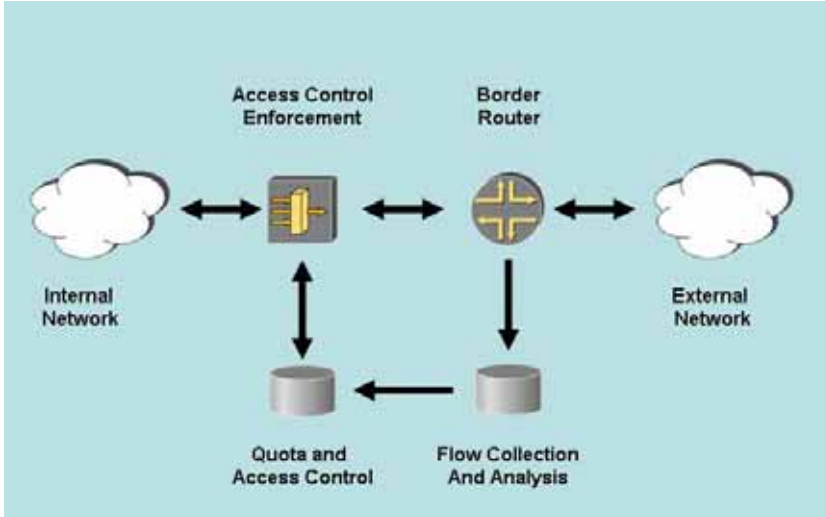 Access Control
Enforcement
Border
Router
Internal
Network
External
Network
Quota and
Access Control
Flow Collection
And Analysis